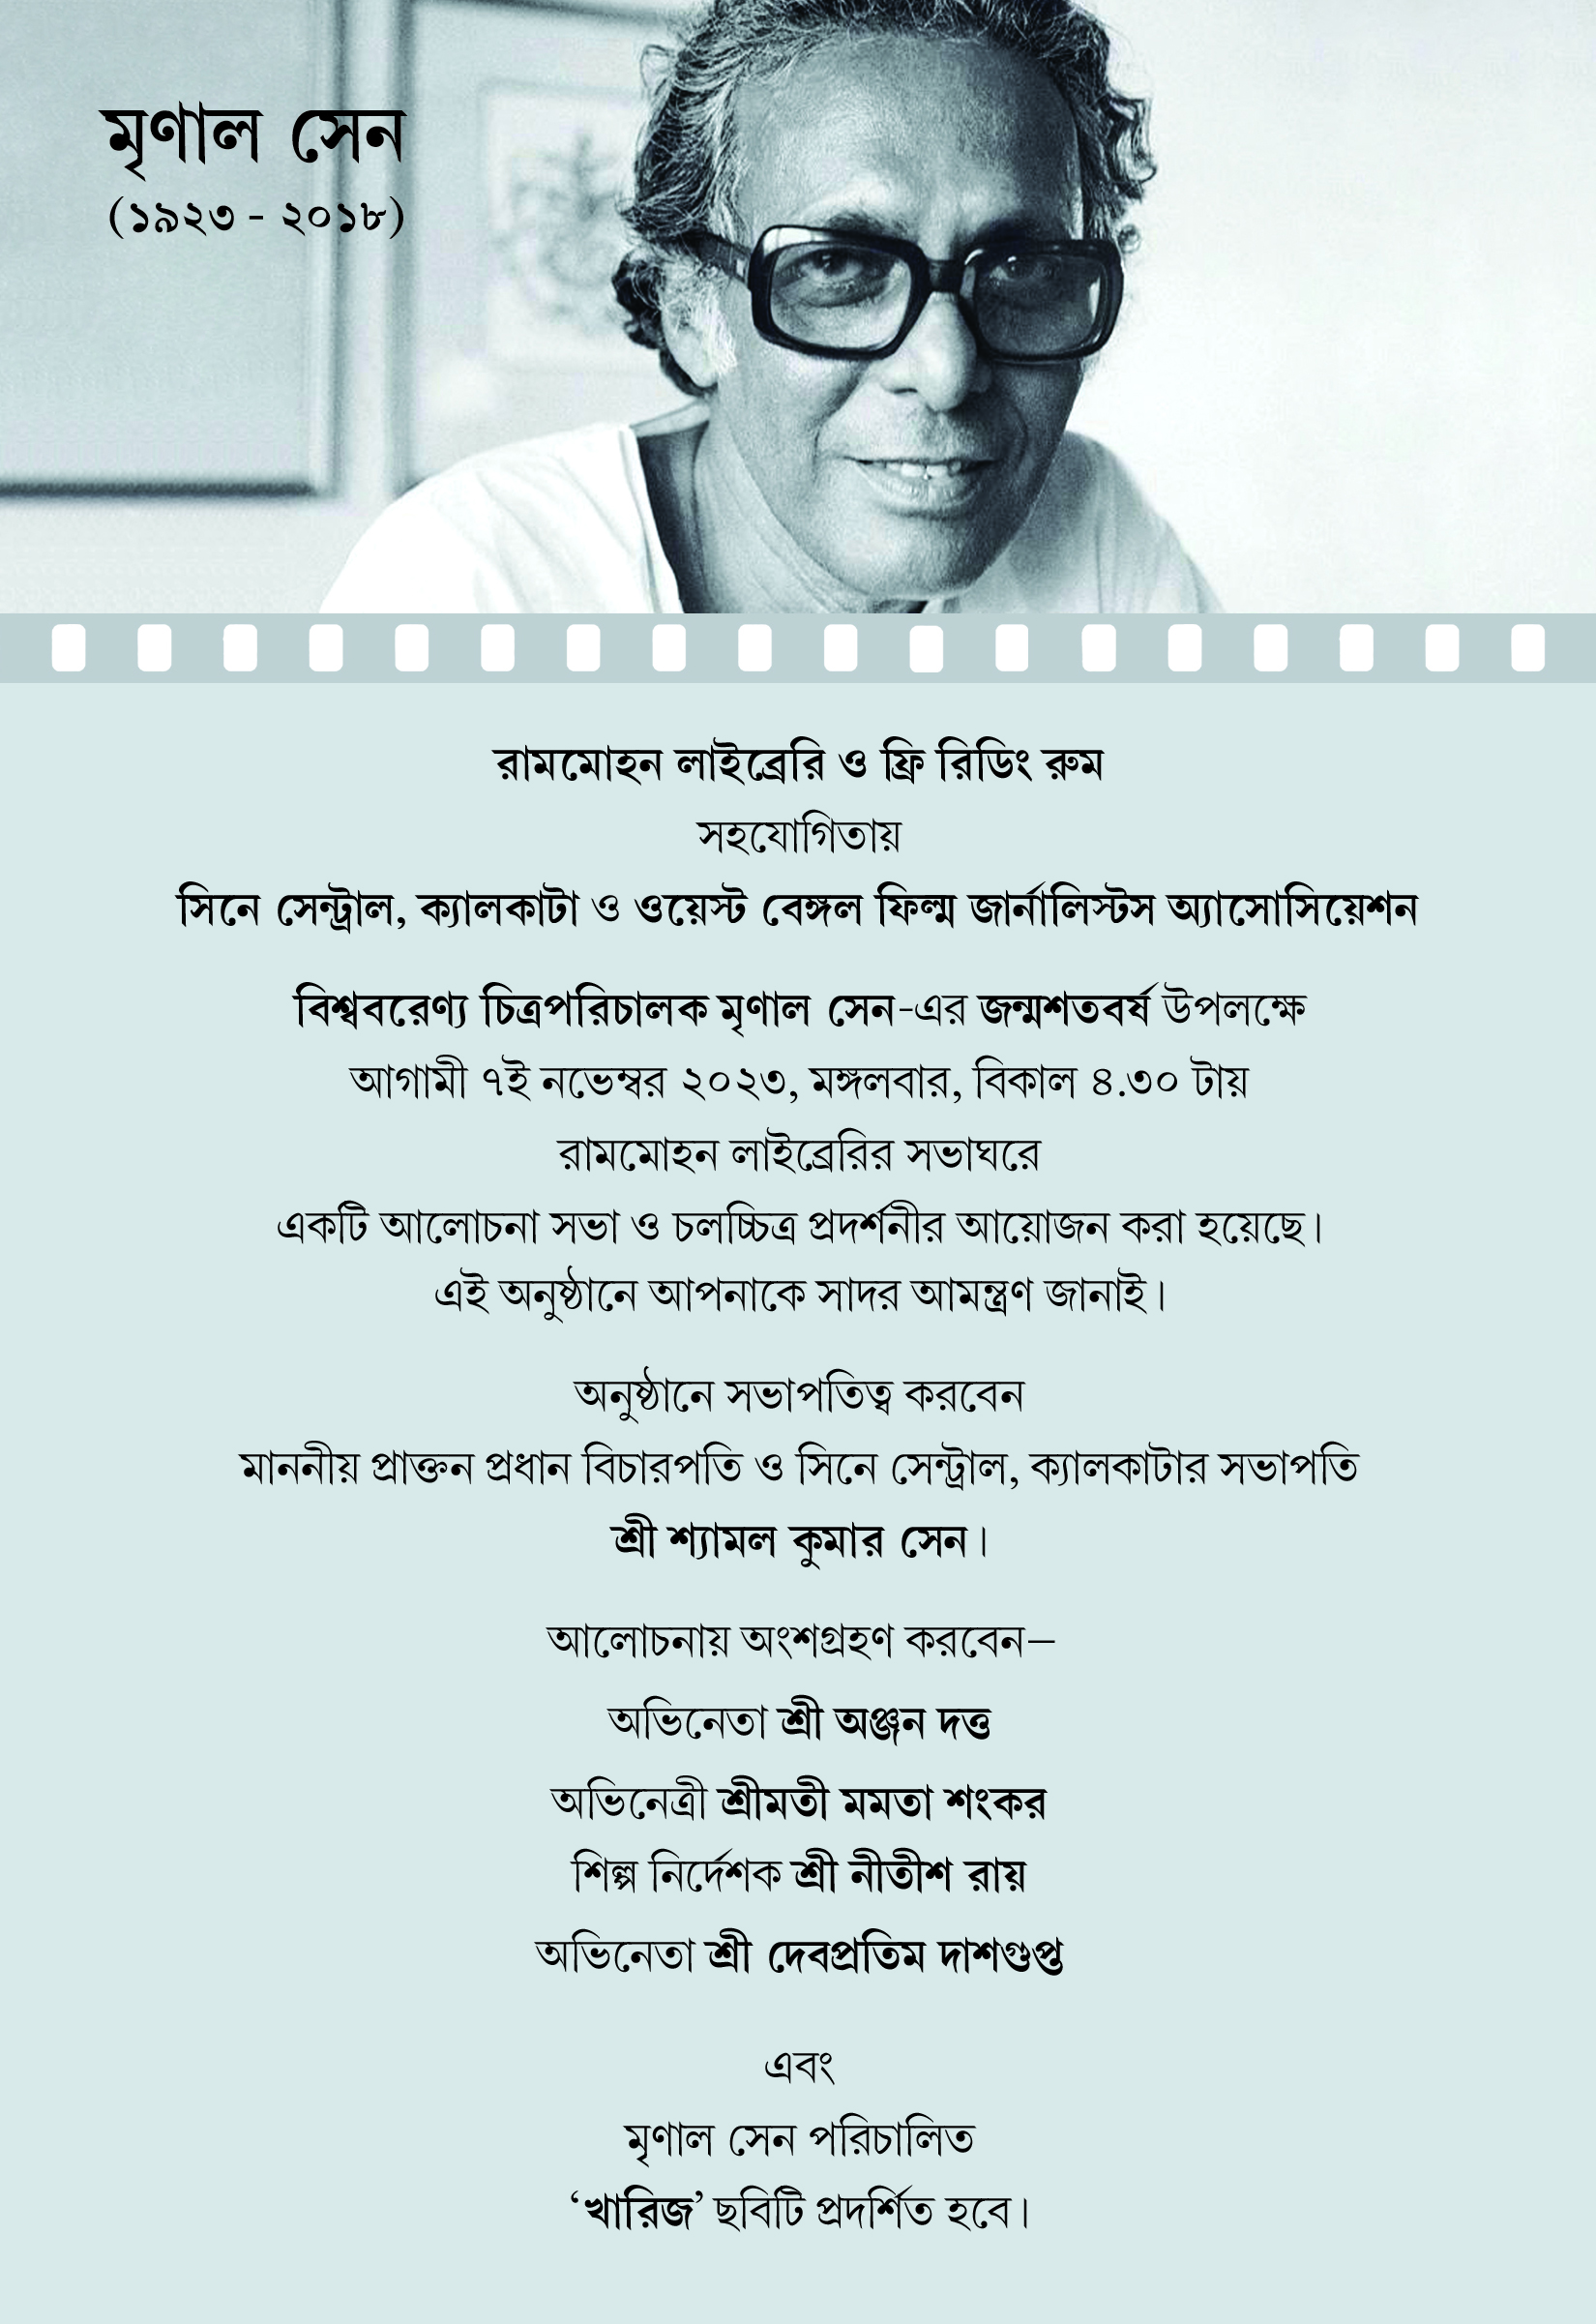 মৃণাল সেন
(১৯২৩ - ২০১৮)
রামমোহন লাইব্রেরি ও ফ্রি রিডিং রুম
সহযোগিতায়
সিনে সেন্ট্রাল, ক্যালকাটা ও ওয়েস্ট বেঙ্গল ফিল্ম জার্নালিস্টস অ্যাসোসিয়েশন
বিশ্ববরেণ্য চিত্রপরিচালক মৃণাল সেন-এর জন্মশতবর্ষ উপলক্ষে
আগামী ৭ই নভেম্বর ২০২৩, মঙ্গলবার, বিকাল ৪.৩০ টায়
রামমোহন লাইব্রেরির সভাঘরে
একটি আলোচনা সভা ও চলচ্চিত্র প্রদর্শনীর আয়োজন করা হয়েছে।
এই অনুষ্ঠানে আপনাকে সাদর আমন্ত্রণ জানাই।
অনুষ্ঠানে সভাপতিত্ব করবেন
মাননীয় প্রাক্তন প্রধান বিচারপতি ও সিনে সেন্ট্রাল, ক্যালকাটার সভাপতি
শ্রী শ্যামল কুমার সেন।
আলোচনায় অংশগ্রহণ করবেন–
অভিনেতা শ্রী অঞ্জন দত্ত
অভিনেত্রী শ্রীমতী মমতা শংকর
শিল্প নির্দেশক শ্রী নীতীশ রায়
অভিনেতা শ্রী দেবপ্রতিম দাশগুপ্ত
এবং
মৃণাল সেন পরিচালিত
‘খারিজ’ ছবিটি প্রদর্শিত হবে।